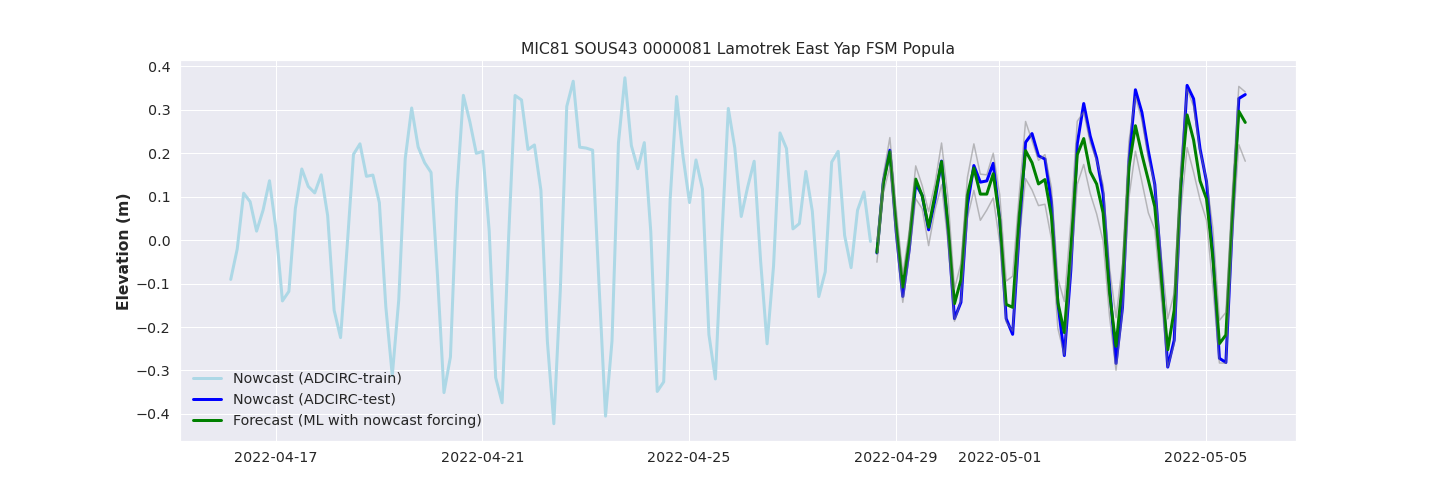 MIC81 SOUS43 0000081 Lamotrek East Yap FSM Popula
Elevation (m)
0.4
0.3
0.2
0.1
0.0
−0.1
−0.2
−0.3
−0.4
Nowcast (ADCIRC-train)
Nowcast (ADCIRC-test)
Forecast (ML with nowcast forcing)
2022-04-17 2022-04-21 2022-04-25 2022-04-29 2022-05-01 2022-05-05